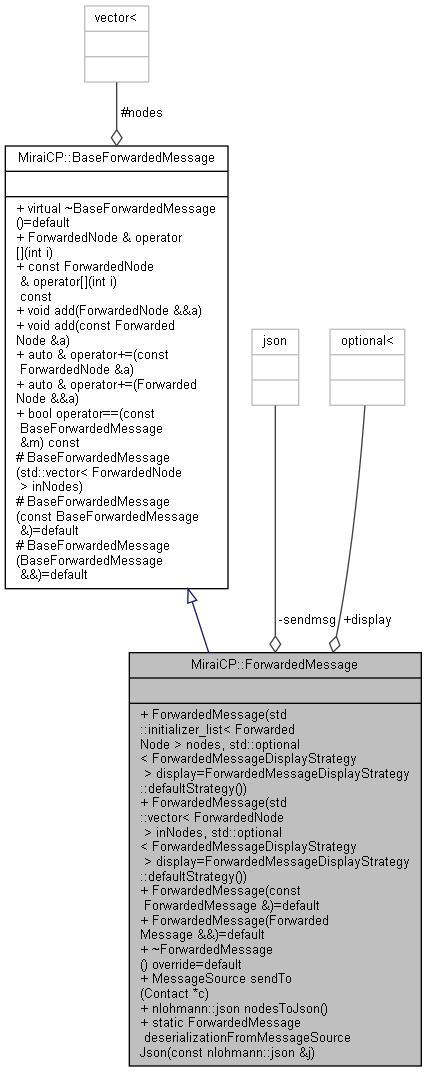 vector<
#nodes
MiraiCP::BaseForwardedMessage
+ virtual ~BaseForwardedMessage
()=default
+ ForwardedNode & operator
[](int i)
+ const ForwardedNode
& operator[](int i)
const
+ void add(ForwardedNode &&a)
+ void add(const Forwarded
Node &a)
+ auto & operator+=(const
ForwardedNode &a)
+ auto & operator+=(Forwarded
Node &&a)
+ bool operator==(const
BaseForwardedMessage
&m) const
# BaseForwardedMessage
(std::vector< ForwardedNode
> inNodes)
# BaseForwardedMessage
(const BaseForwardedMessage
&)=default
# BaseForwardedMessage
(BaseForwardedMessage
&&)=default
json
optional<
-sendmsg
+display
MiraiCP::ForwardedMessage
+ ForwardedMessage(std
::initializer_list< Forwarded
Node > nodes, std::optional
< ForwardedMessageDisplayStrategy
> display=ForwardedMessageDisplayStrategy
::defaultStrategy())
+ ForwardedMessage(std
::vector< ForwardedNode
> inNodes, std::optional
< ForwardedMessageDisplayStrategy
> display=ForwardedMessageDisplayStrategy
::defaultStrategy())
+ ForwardedMessage(const
ForwardedMessage &)=default
+ ForwardedMessage(Forwarded
Message &&)=default
+ ~ForwardedMessage
() override=default
+ MessageSource sendTo
(Contact *c)
+ nlohmann::json nodesToJson()
+ static ForwardedMessage
deserializationFromMessageSource
Json(const nlohmann::json &j)